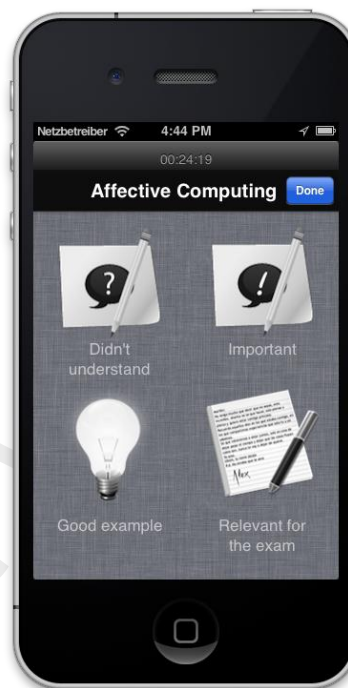 Netzbetreiber 4:44 PM
00:24:19
Affective Computing Done
?
!
Didn't
understand
Important
Good example
Relevant for
the exam
Alex